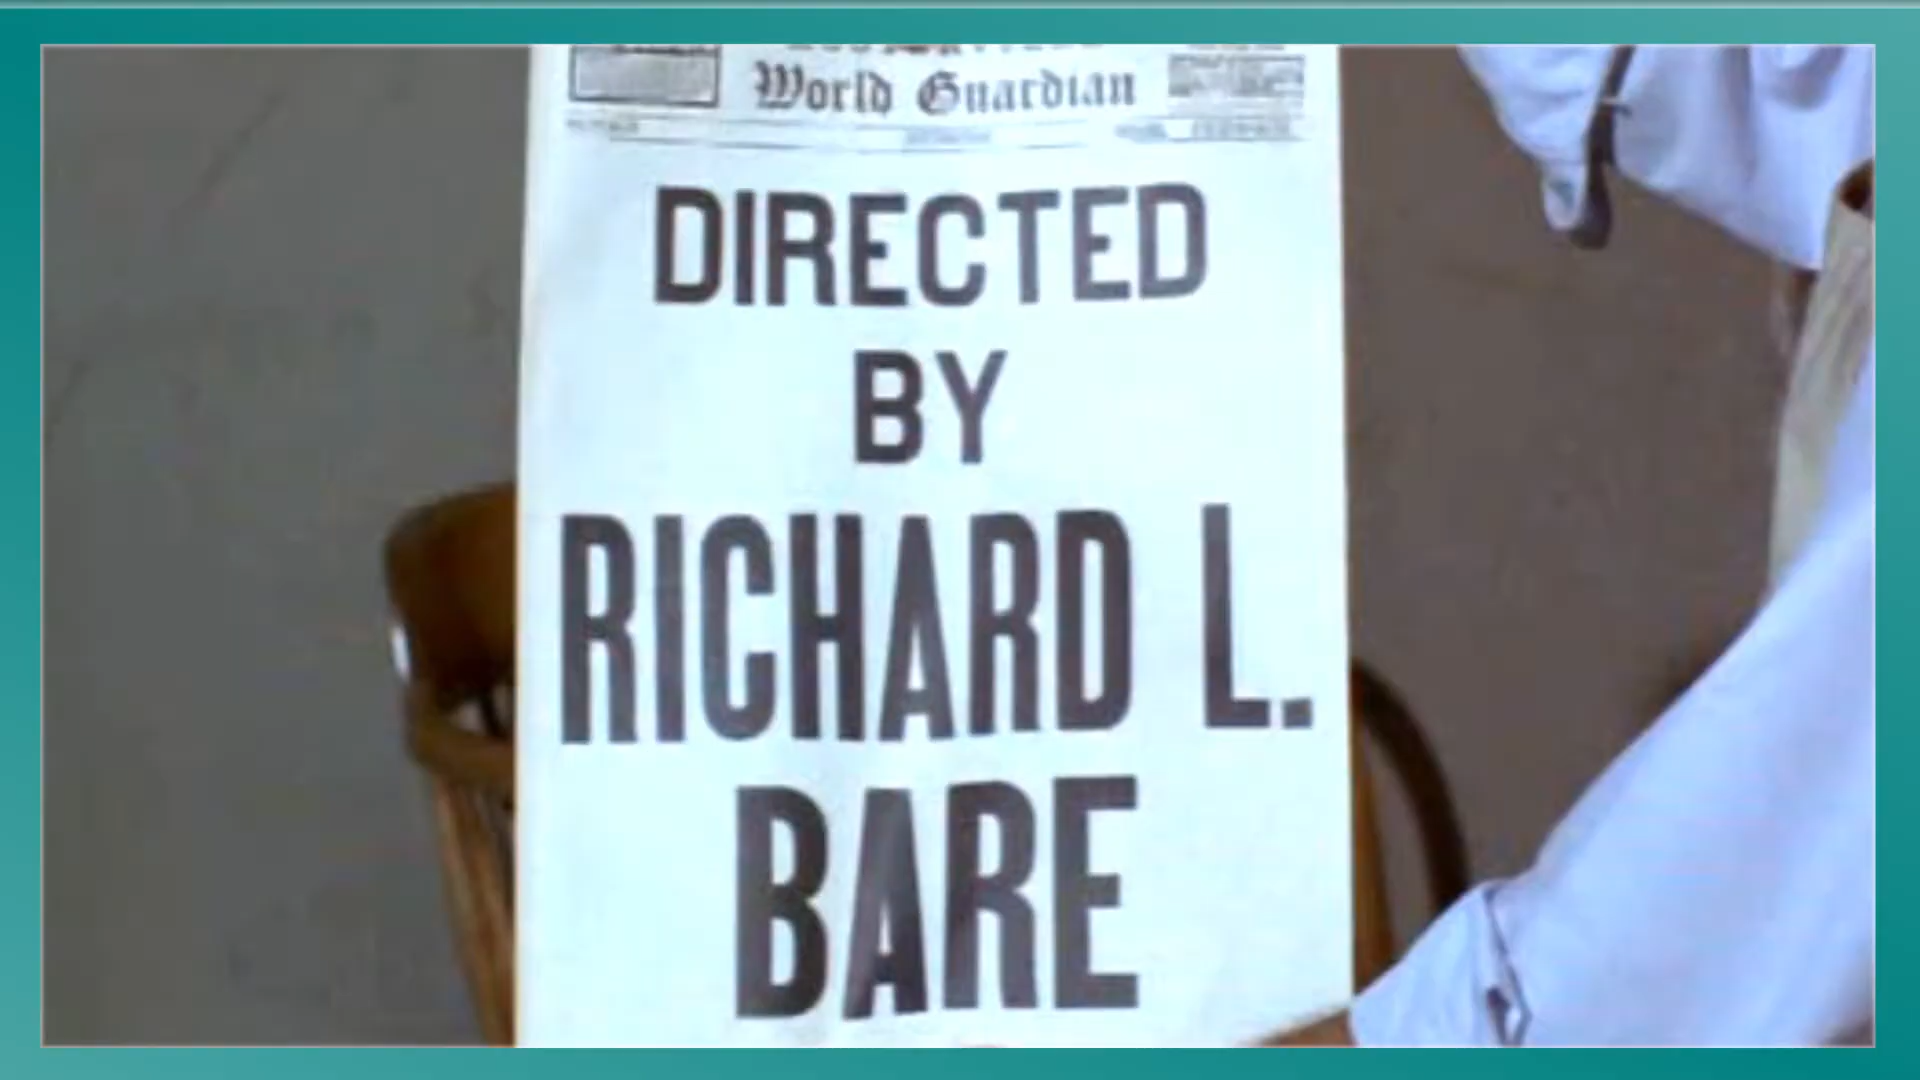 World Guardian
DIRECTED
BY
RICHARD L.
BARE